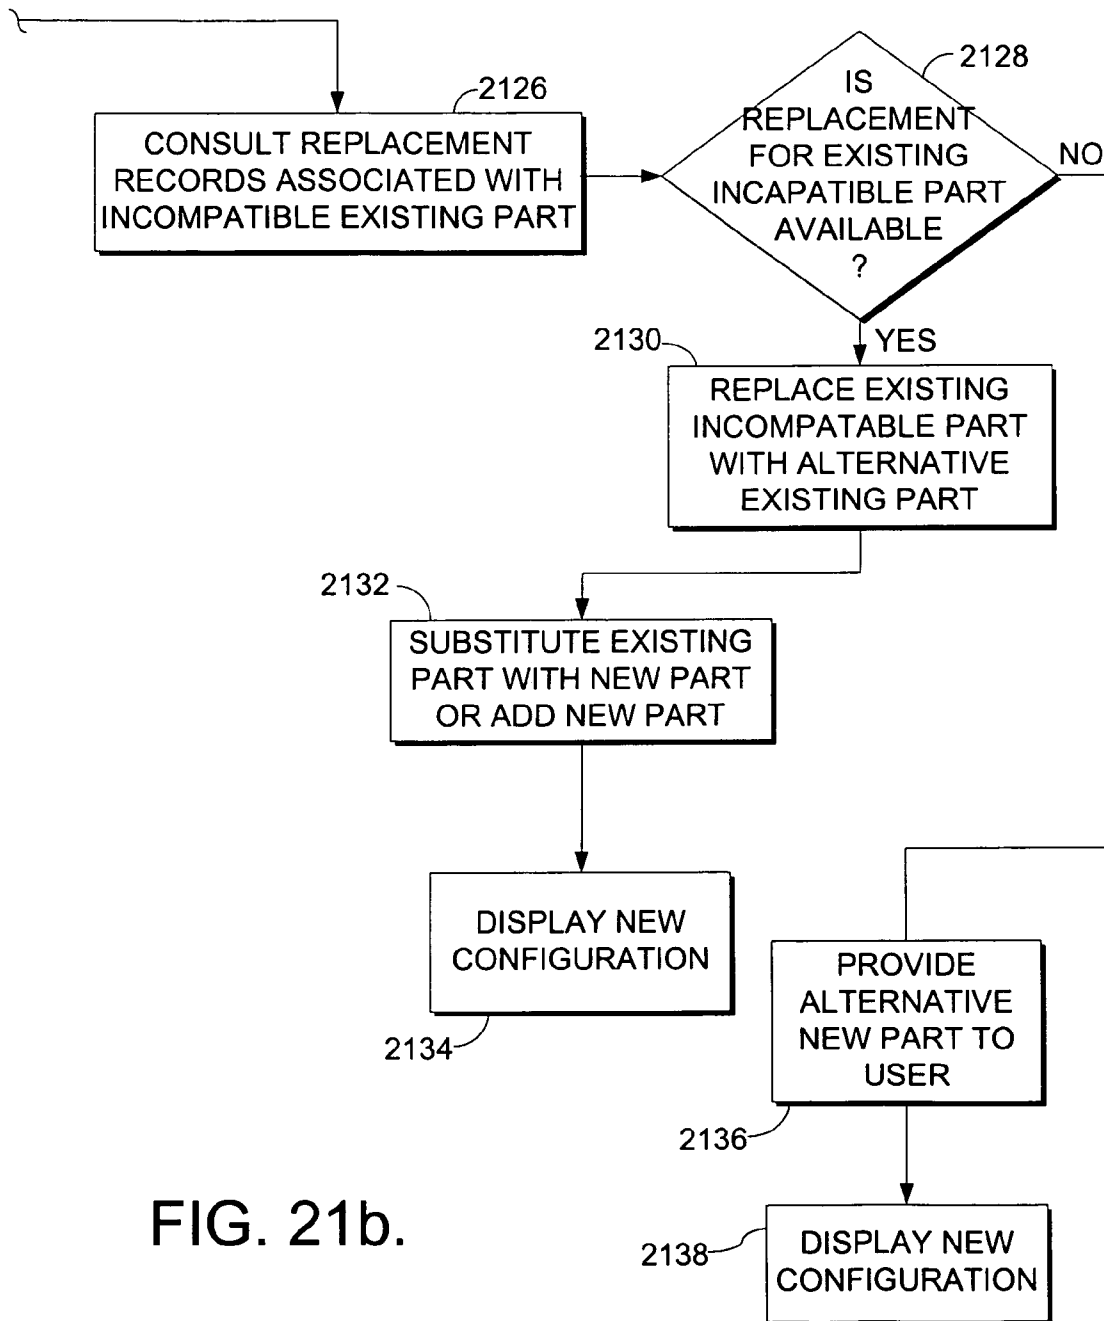 2126
CONSULT REPLACEMENT
RECORDS ASSOCIATED WITH
INCOMPATIBLE EXISTING PART
2128
IS
REPLACEMENT
FOR EXISTING
INCAPATIBLE PART
AVAILABLE
?
NO
YES
2130
REPLACE EXISTING
INCOMPATABLE PART
WITH ALTERNATIVE
EXISTING PART
2132
SUBSTITUTE EXISTING
PART WITH NEW PART
OR ADD NEW PART
DISPLAY NEW
CONFIGURATION
2134
PROVIDE
ALTERNATIVE
NEW PART TO
USER
2136
DISPLAY NEW
CONFIGURATION
2138
FIG. 21b.